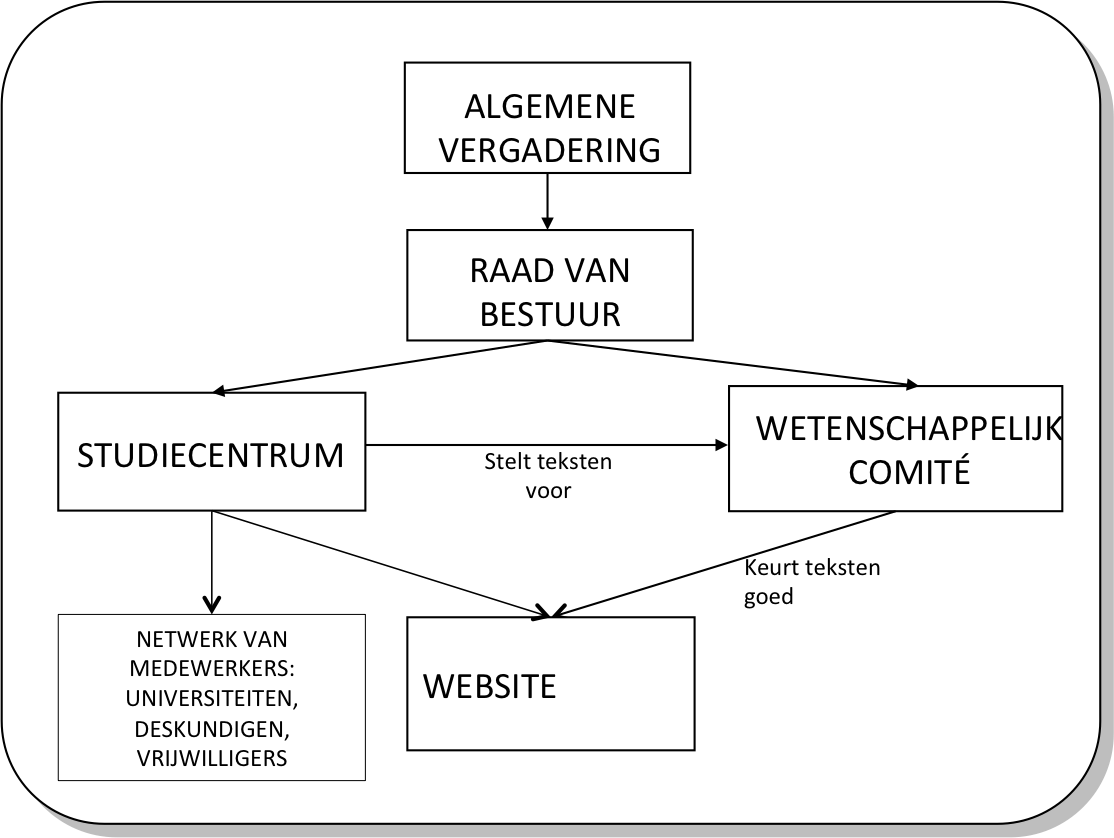 ALGEMENE
VERGADERING
RAAD VAN
BESTUUR
STUDIECENTRUM
Stelt teksten
voor
WETENSCHAPPELIJK
COMITÉ
Keurt teksten
goed
NETWERK VAN
MEDEWERKERS:
UNIVERSITEITEN,
DESKUNDIGEN,
VRIJWILLIGERS
WEBSITE